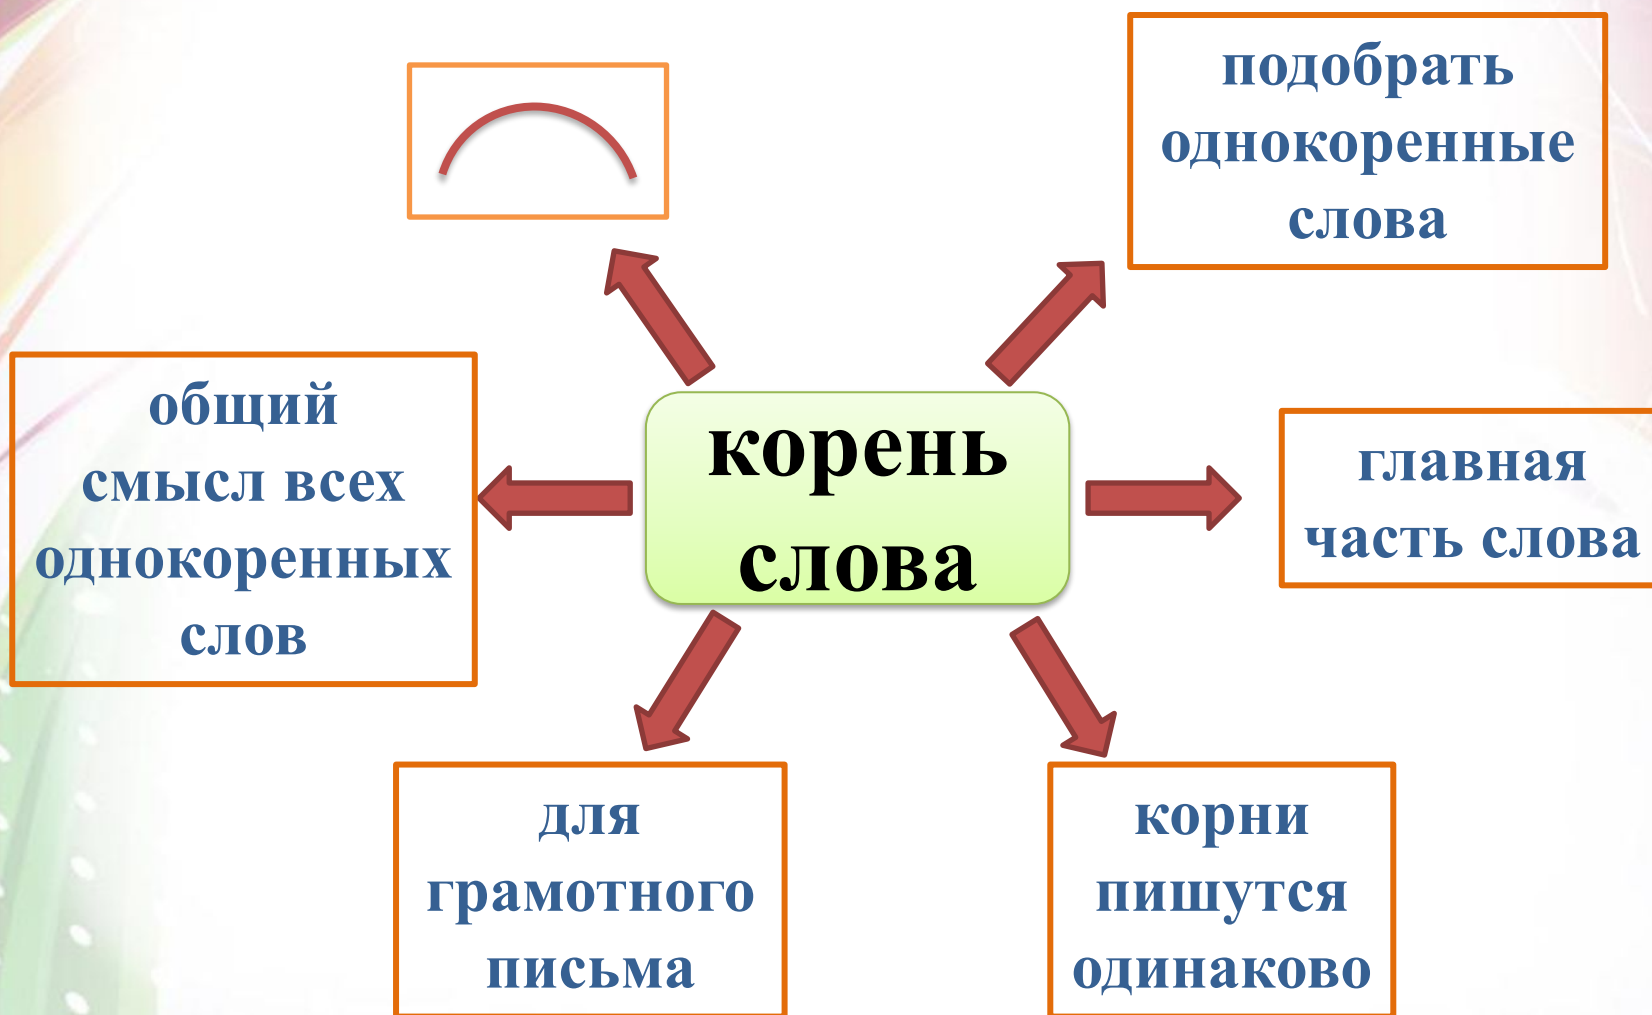 подобрать
однокоренные
слова
общий
смысл всех
однокоренных
слов
корень
слова
главная
часть слова
для
грамотного
письма
корни
пишутся
одинаково